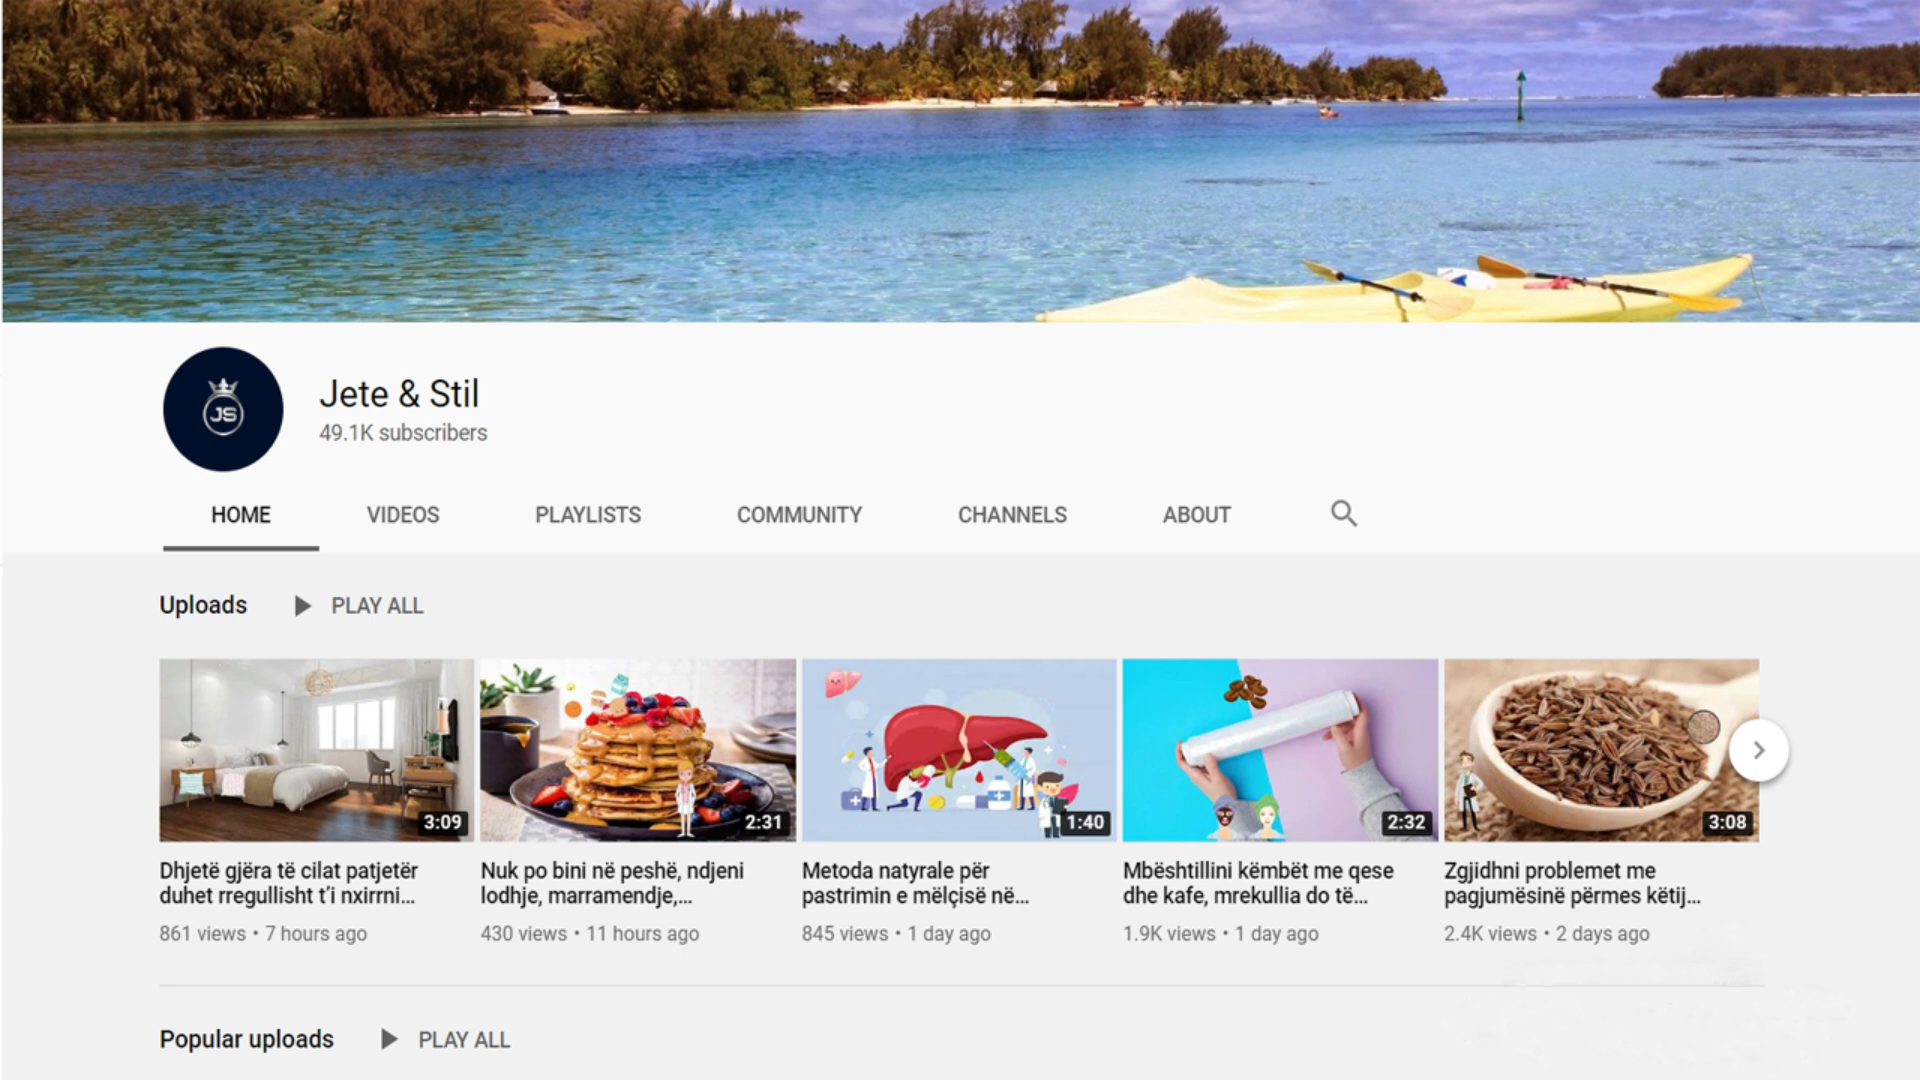 JS
Jete & Stil
49.1K subscribers
HOME VIDEOS PLAYLISTS COMMUNITY CHANNELS ABOUT
Uploads PLAY ALL
3:09 2:31 1:40 2:32 3:08
Dhjetë gjëra të cilat patjetër
duhet rregullisht t'i nxirrni...
861 views • 7 hours ago
Nuk po bini në peshë, ndjeni
lodhje, marramendje,...
430 views • 11 hours ago
Metoda natyrale për
pastrimin e mëlçisë në...
845 views • 1 day ago
Mbështillini këmbët me qese
dhe kafe, mrekullia do të...
1.9K views • 1 day ago
Zgjidhni problemet me
pagjumësinë përmes këtij...
2.4K views • 2 days ago
Popular uploads PLAY ALL